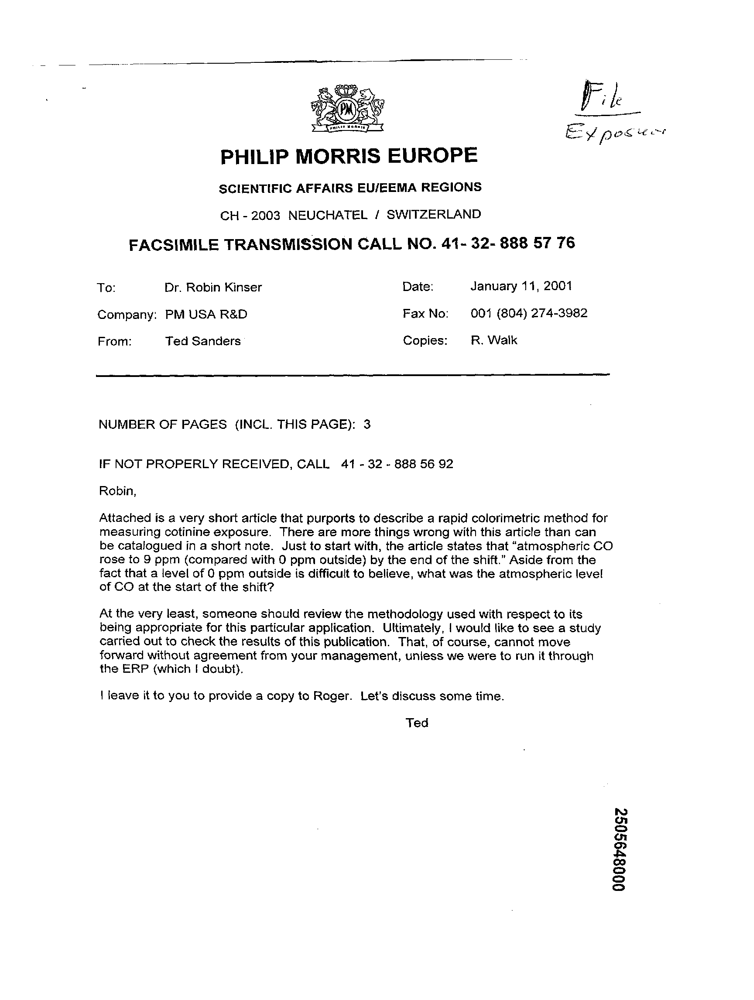 File
Exposure
PM
PHILIP MORRIS
PHILIP MORRIS EUROPE
SCIENTIFIC AFFAIRS EU/EEMA REGIONS
CH - 2003 NEUCHATEL / SWITZERLAND
FACSIMILE TRANSMISSION CALL NO. 41- 32- 888 57 76
To: Dr. Robin Kinser Date: January 11, 2001
Company: PM USA R&D Fax No: 001 (804) 274-3982
From: Ted Sanders Copies: R. Walk
NUMBER OF PAGES (INCL. THIS PAGE): 3
IF NOT PROPERLY RECEIVED, CALL 41 - 32 - 888 56 92
Robin,
Attached is a very short article that purports to describe a rapid colorimetric method for
measuring cotinine exposure. There are more things wrong with this article than can
be catalogued in a short note. Just to start with, the article states that “atmospheric CO
rose to 9 ppm (compared with 0 ppm outside) by the end of the shift.” Aside from the
fact that a level of 0 ppm outside is difficult to believe, what was the atmospheric level
of CO at the start of the shift?
At the very least, someone should review the methodology used with respect to its
being appropriate for this particular application. Ultimately, I would like to see a study
carried out to check the results of this publication. That, of course, cannot move
forward without agreement from your management, unless we were to run it through
the ERP (which I doubt).
I leave it to you to provide a copy to Roger. Let's discuss some time.
Ted
2505648000